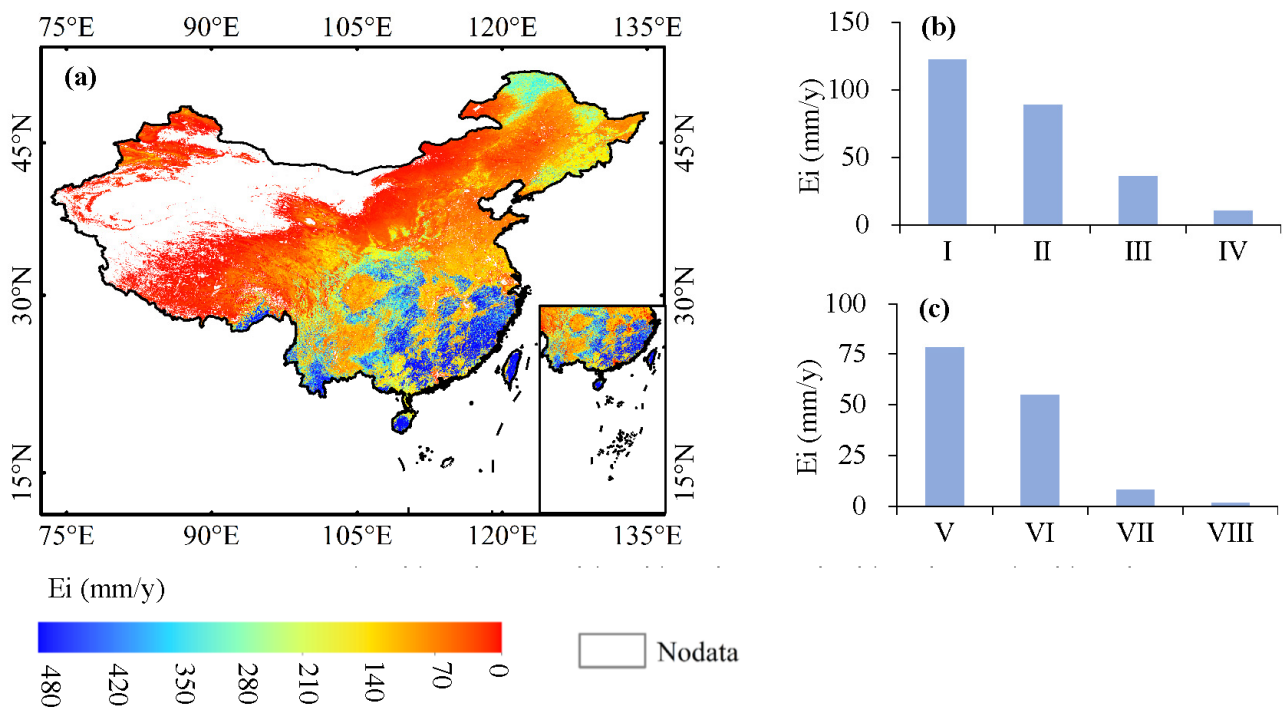 75°E 90°E 105°E 120°E 135°E
(a)
45°N 30°N 15°N
45°N 30°N 15°N
75°E 90°E 105°E 120°E 135°E
Ei (mm/y)
480 420 350 280 210 140 70 0
Nodata
(b)
Ei (mm/y)
150
100
50
0
I II III IV
(c)
Ei (mm/y)
100
75
50
25
0
V VI VII VIII